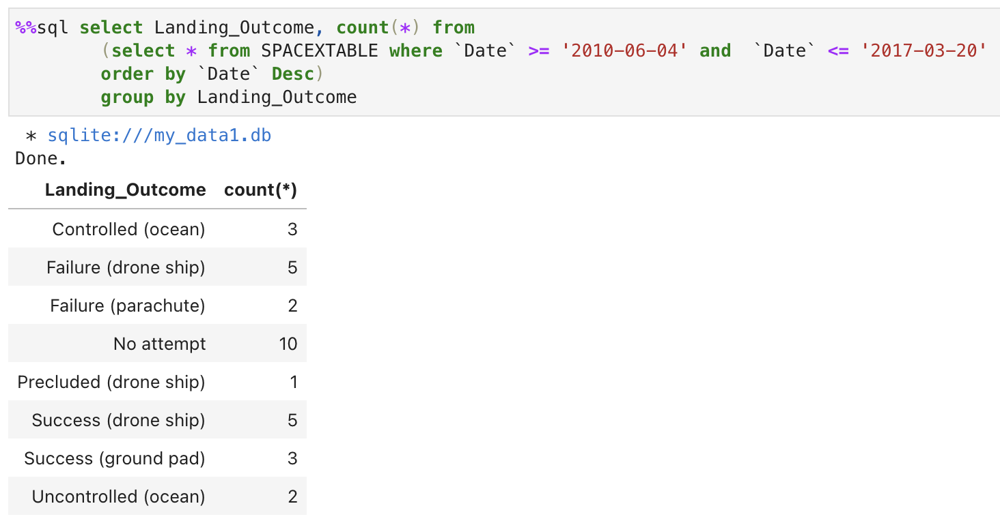 %%sql select Landing_Outcome, count(*) from
(select * from SPACEXTABLE where `Date` >= '2010-06-04' and  `Date` <= '2017-03-20'
order by `Date` Desc)
group by Landing_Outcome
* sqlite:///my_data1.db
Done.
Landing_Outcome count(*)
Controlled (ocean) 3
Failure (drone ship) 5
Failure (parachute) 2
No attempt 10
Precluded (drone ship) 1
Success (drone ship) 5
Success (ground pad) 3
Uncontrolled (ocean) 2